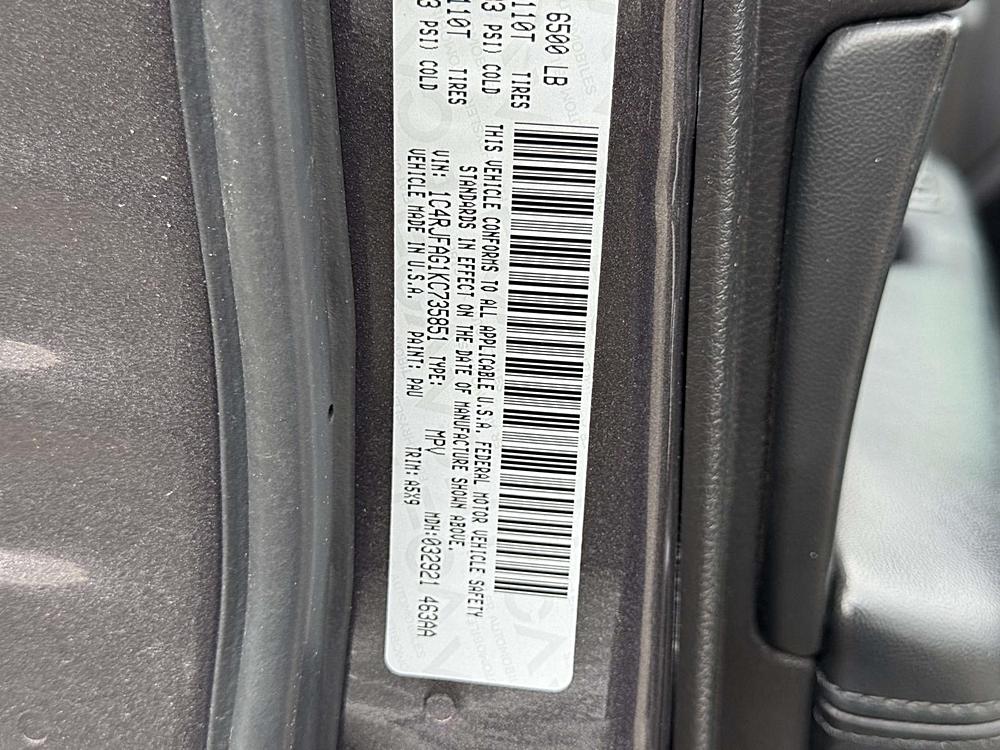 6500 LB
110T TIRES
3 PSI) COLD
110T TIRES
3 PSI) COLD
THIS VEHICLE CONFORMS TO ALL APPLICABLE U.S.A. FEDERAL MOTOR VEHICLE SAFETY
STANDARDS IN EFFECT ON THE DATE OF MANUFACTURE SHOWN ABOVE.
VIN: 1C4RJFAG1KC735851 TYPE: MPV MDH:032921 463AA
VEHICLE MADE IN U.S.A. PAINT: PAU TRIM: A5X9